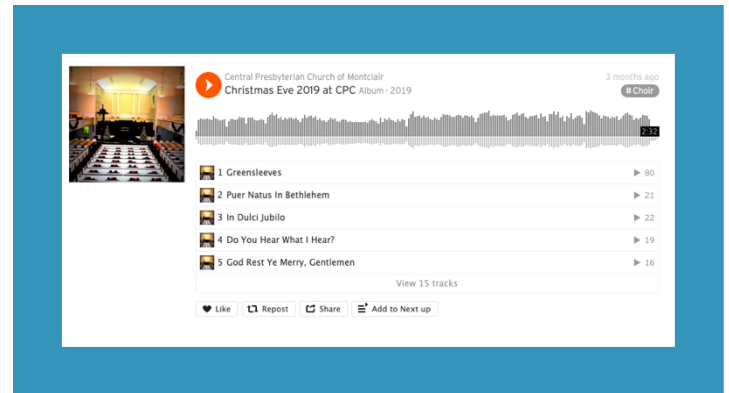 Central Presbyterian Church of Montclair
3 months ago
Christmas Eve 2019 at CPC Album · 2019
# Choir
2:32
1 Greensleeves 80
2 Puer Natus In Bethlehem 21
3 In Dulci Jubilo 22
4 Do You Hear What I Hear? 19
5 God Rest Ye Merry, Gentlemen 16
View 15 tracks
Like Repost Share Add to Next up